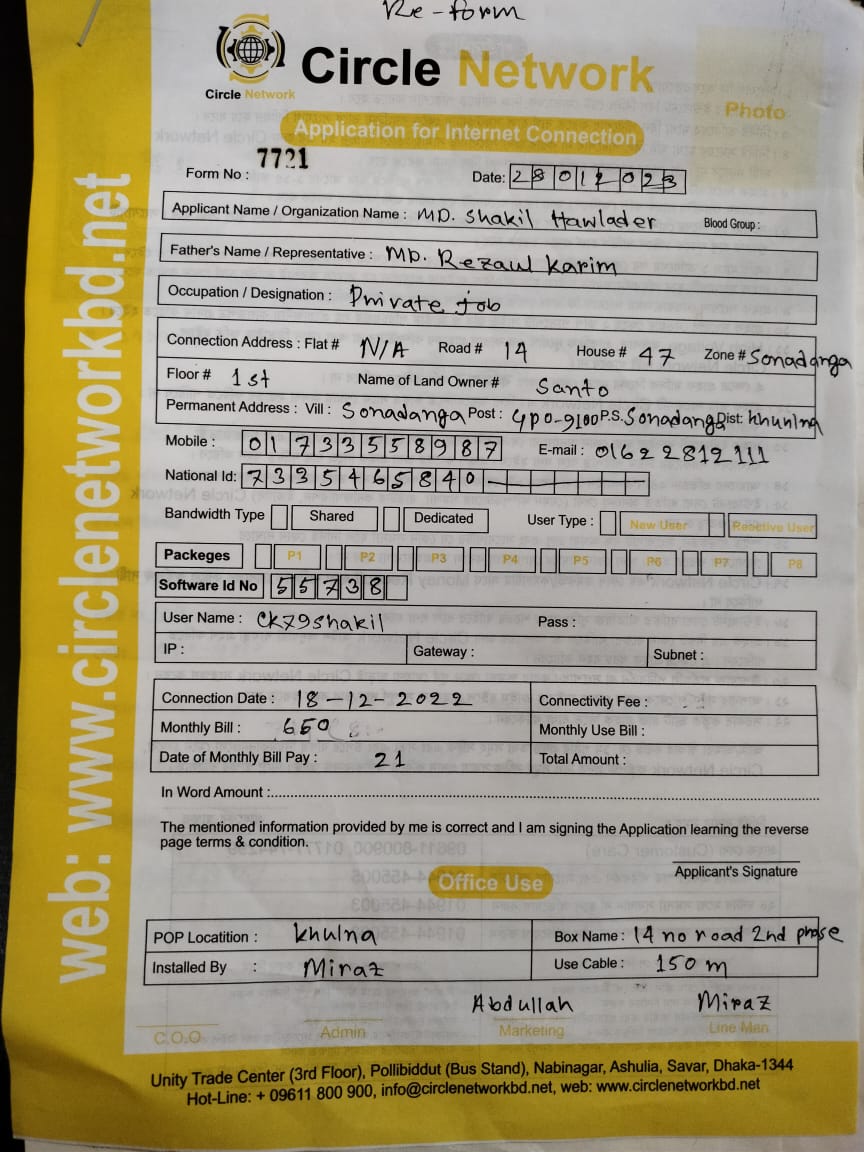 Re-form
Circle Network
Circle Network
Photo
Application for Internet Connection
Form No : 7721
Date: 28012023
Applicant Name / Organization Name : MD. Shakil Hawlader Blood Group :
Father's Name / Representative : MD. Rezaul Karim
Occupation / Designation : Private job
Connection Address : Flat # N/A Road # 14 House # 47 Zone # Sonadanga
Floor # 1st Name of Land Owner # Santo
Permanent Address : Vill : Sonadanga Post : GPO-9100 P.S. Sonadanga Dist: Khunlna
Mobile : 01733558987 E-mail : 01622812111
National Id: 7335465840
Bandwidth Type Shared Dedicated User Type : New User Reactive User
Packeges P1 P2 P3 P4 P5 P6 P7 P8
Software Id No 55738
User Name : CK79shakil Pass :
IP : Gateway : Subnet :
Connection Date : 18-12-2022 Connectivity Fee :
Monthly Bill : 650 Monthly Use Bill :
Date of Monthly Bill Pay : 21 Total Amount :
In Word Amount :
The mentioned information provided by me is correct and I am signing the Application learning the reverse
page terms & condition.
Applicant's Signature
Office Use
POP Locatition : Khulna Box Name : 14 no road 2nd phase
Installed By : Miraz Use Cable : 150 m
Abdullah Miraz
C.O.O Admin Marketing Line Man
Unity Trade Center (3rd Floor), Pollibiddut (Bus Stand), Nabinagar, Ashulia, Savar, Dhaka-1344
Hot-Line: + 09611 800 900, info@circlenetworkbd.net, web: www.circlenetworkbd.net
web: www.circlenetworkbd.net